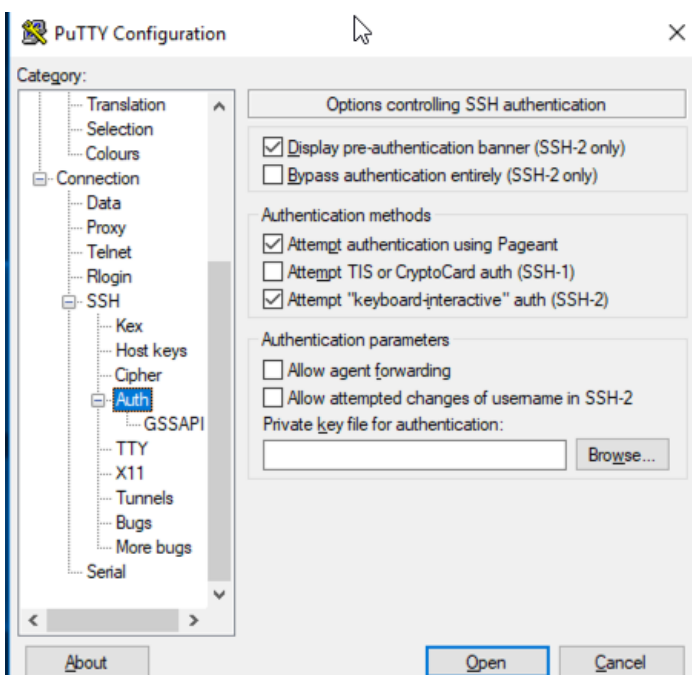 PuTTY Configuration
Category:
Translation
Selection
Colours
Connection
Data
Proxy
Telnet
Rlogin
SSH
Kex
Host keys
Cipher
Auth
GSSAPI
TTY
X11
Tunnels
Bugs
More bugs
Serial
Options controlling SSH authentication
Display pre-authentication banner (SSH-2 only)
Bypass authentication entirely (SSH-2 only)
Authentication methods
Attempt authentication using Pageant
Attempt TIS or CryptoCard auth (SSH-1)
Attempt "keyboard-interactive" auth (SSH-2)
Authentication parameters
Allow agent forwarding
Allow attempted changes of username in SSH-2
Private key file for authentication:
Browse...
About
Open
Cancel